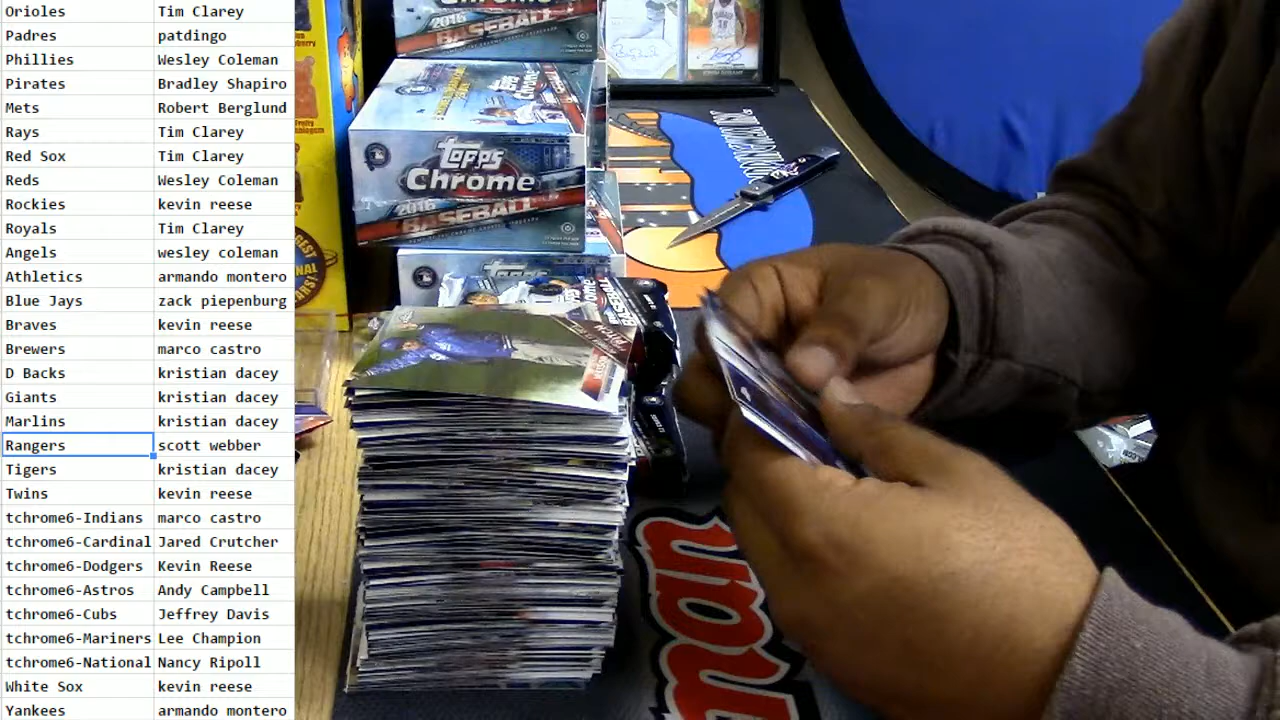 Orioles Tim Clarey
Padres patdingo
Phillies Wesley Coleman
Pirates Bradley Shapiro
Mets Robert Berglund
Rays Tim Clarey
Red Sox Tim Clarey
Reds Wesley Coleman
Rockies kevin reese
Royals Tim Clarey
Angels wesley coleman
Athletics armando montero
Blue Jays zack piepenburg
Braves kevin reese
Brewers marco castro
D Backs kristian dacey
Giants kristian dacey
Marlins kristian dacey
Rangers scott webber
Tigers kristian dacey
Twins kevin reese
tchrome6-Indians marco castro
tchrome6-Cardinal Jared Crutcher
tchrome6-Dodgers Kevin Reese
tchrome6-Astros Andy Campbell
tchrome6-Cubs Jeffrey Davis
tchrome6-Mariners Lee Champion
tchrome6-National Nancy Ripoll
White Sox kevin reese
Yankees armando montero
Chrome
2016
BASEBALL
Topps
Chrome
Topps
Chrome
2016
BASEBALL
Topps